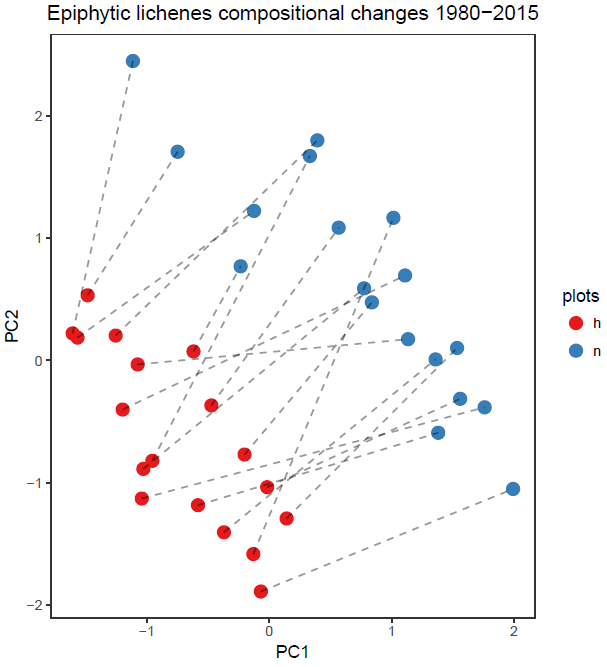 Epiphytic lichenes compositional changes 1980−2015
2
1
0
−1
−2
−1
0
1
2
PC2
PC1
plots
h
n